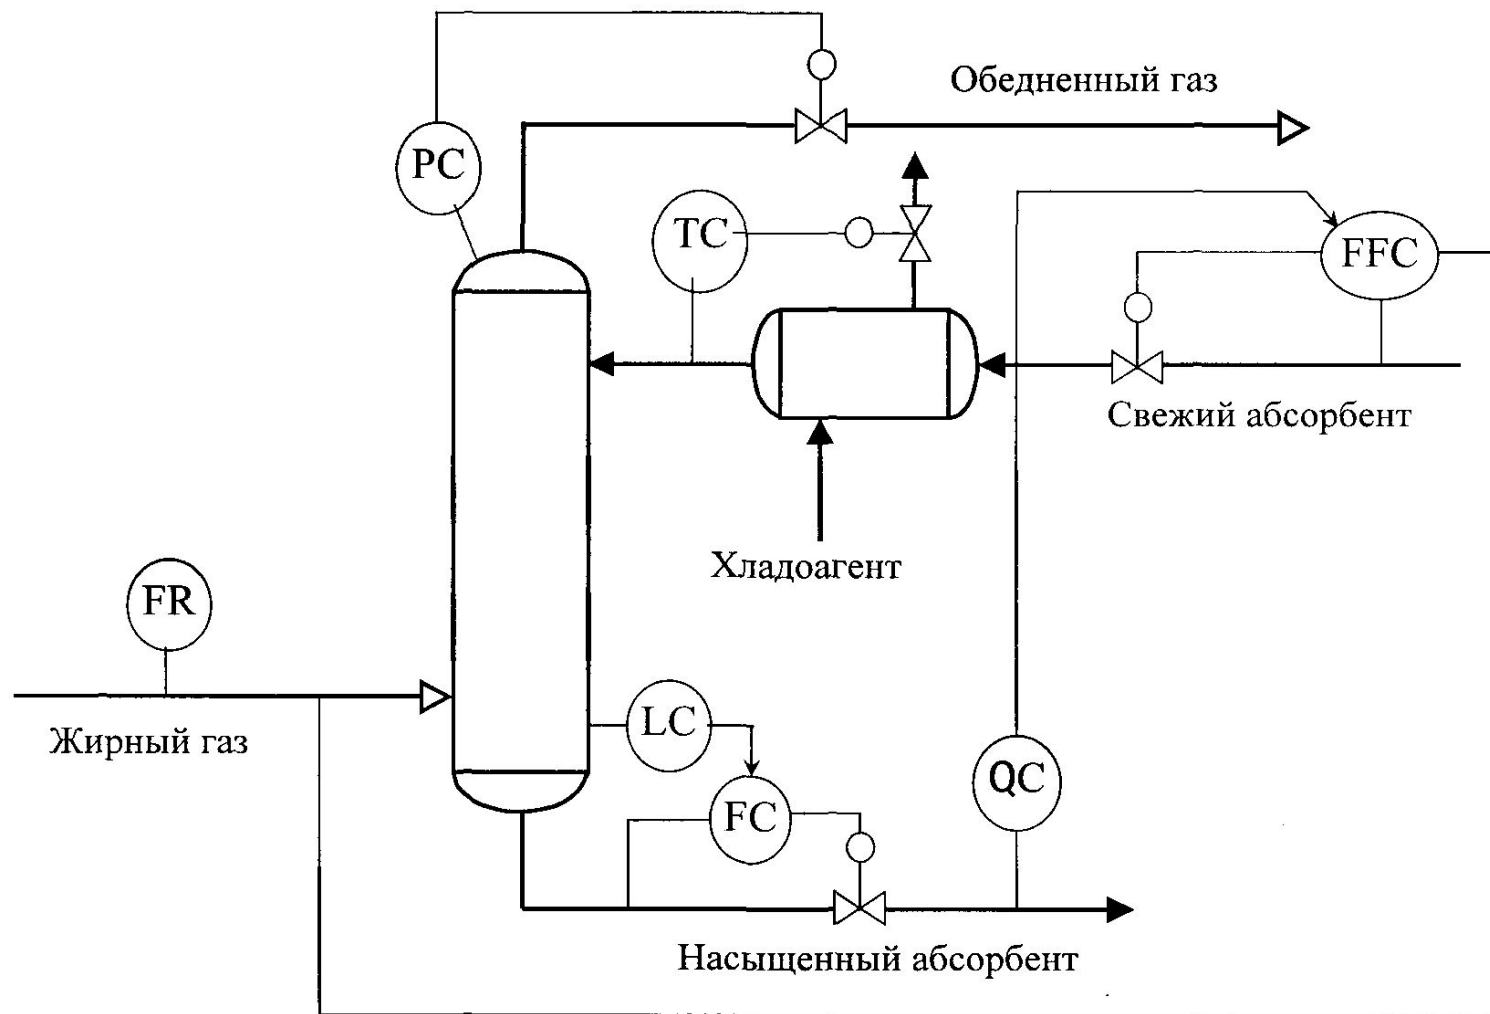 Обедненный газ
PC
TC
FFC
Свежий абсорбент
Хладоагент
FR
Жирный газ
LC
QC
FC
Насыщенный абсорбент